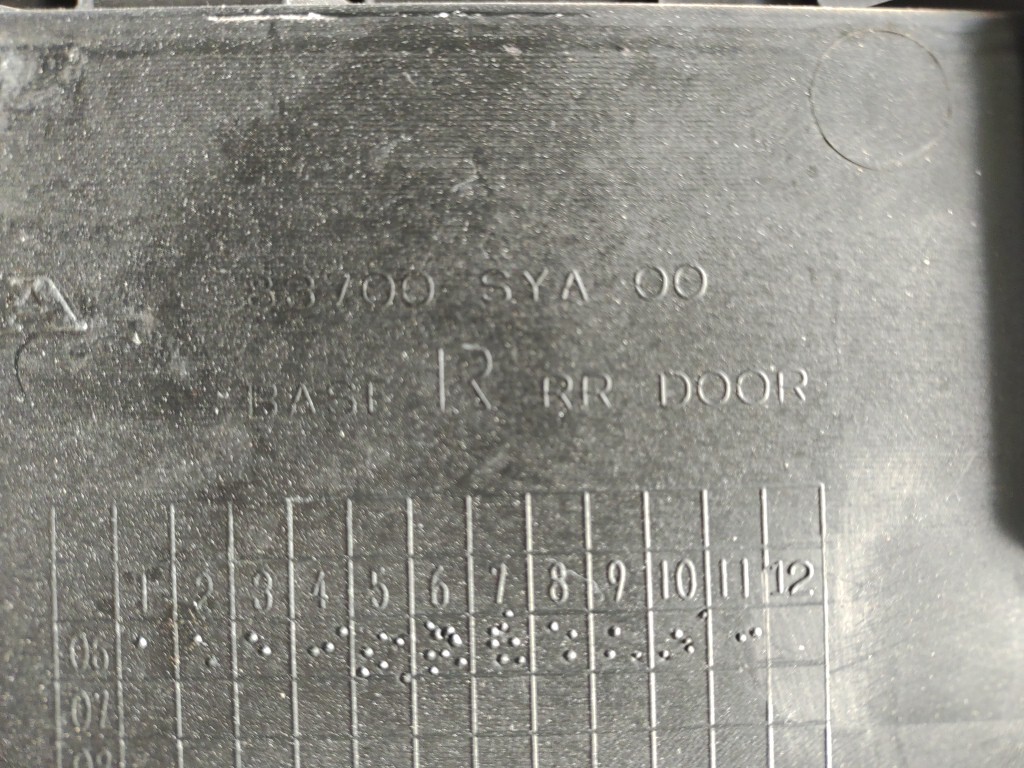 83700 SYA 00
BASE R RR DOOR
1 2 3 4 5 6 7 8 9 10 11 12
06
07